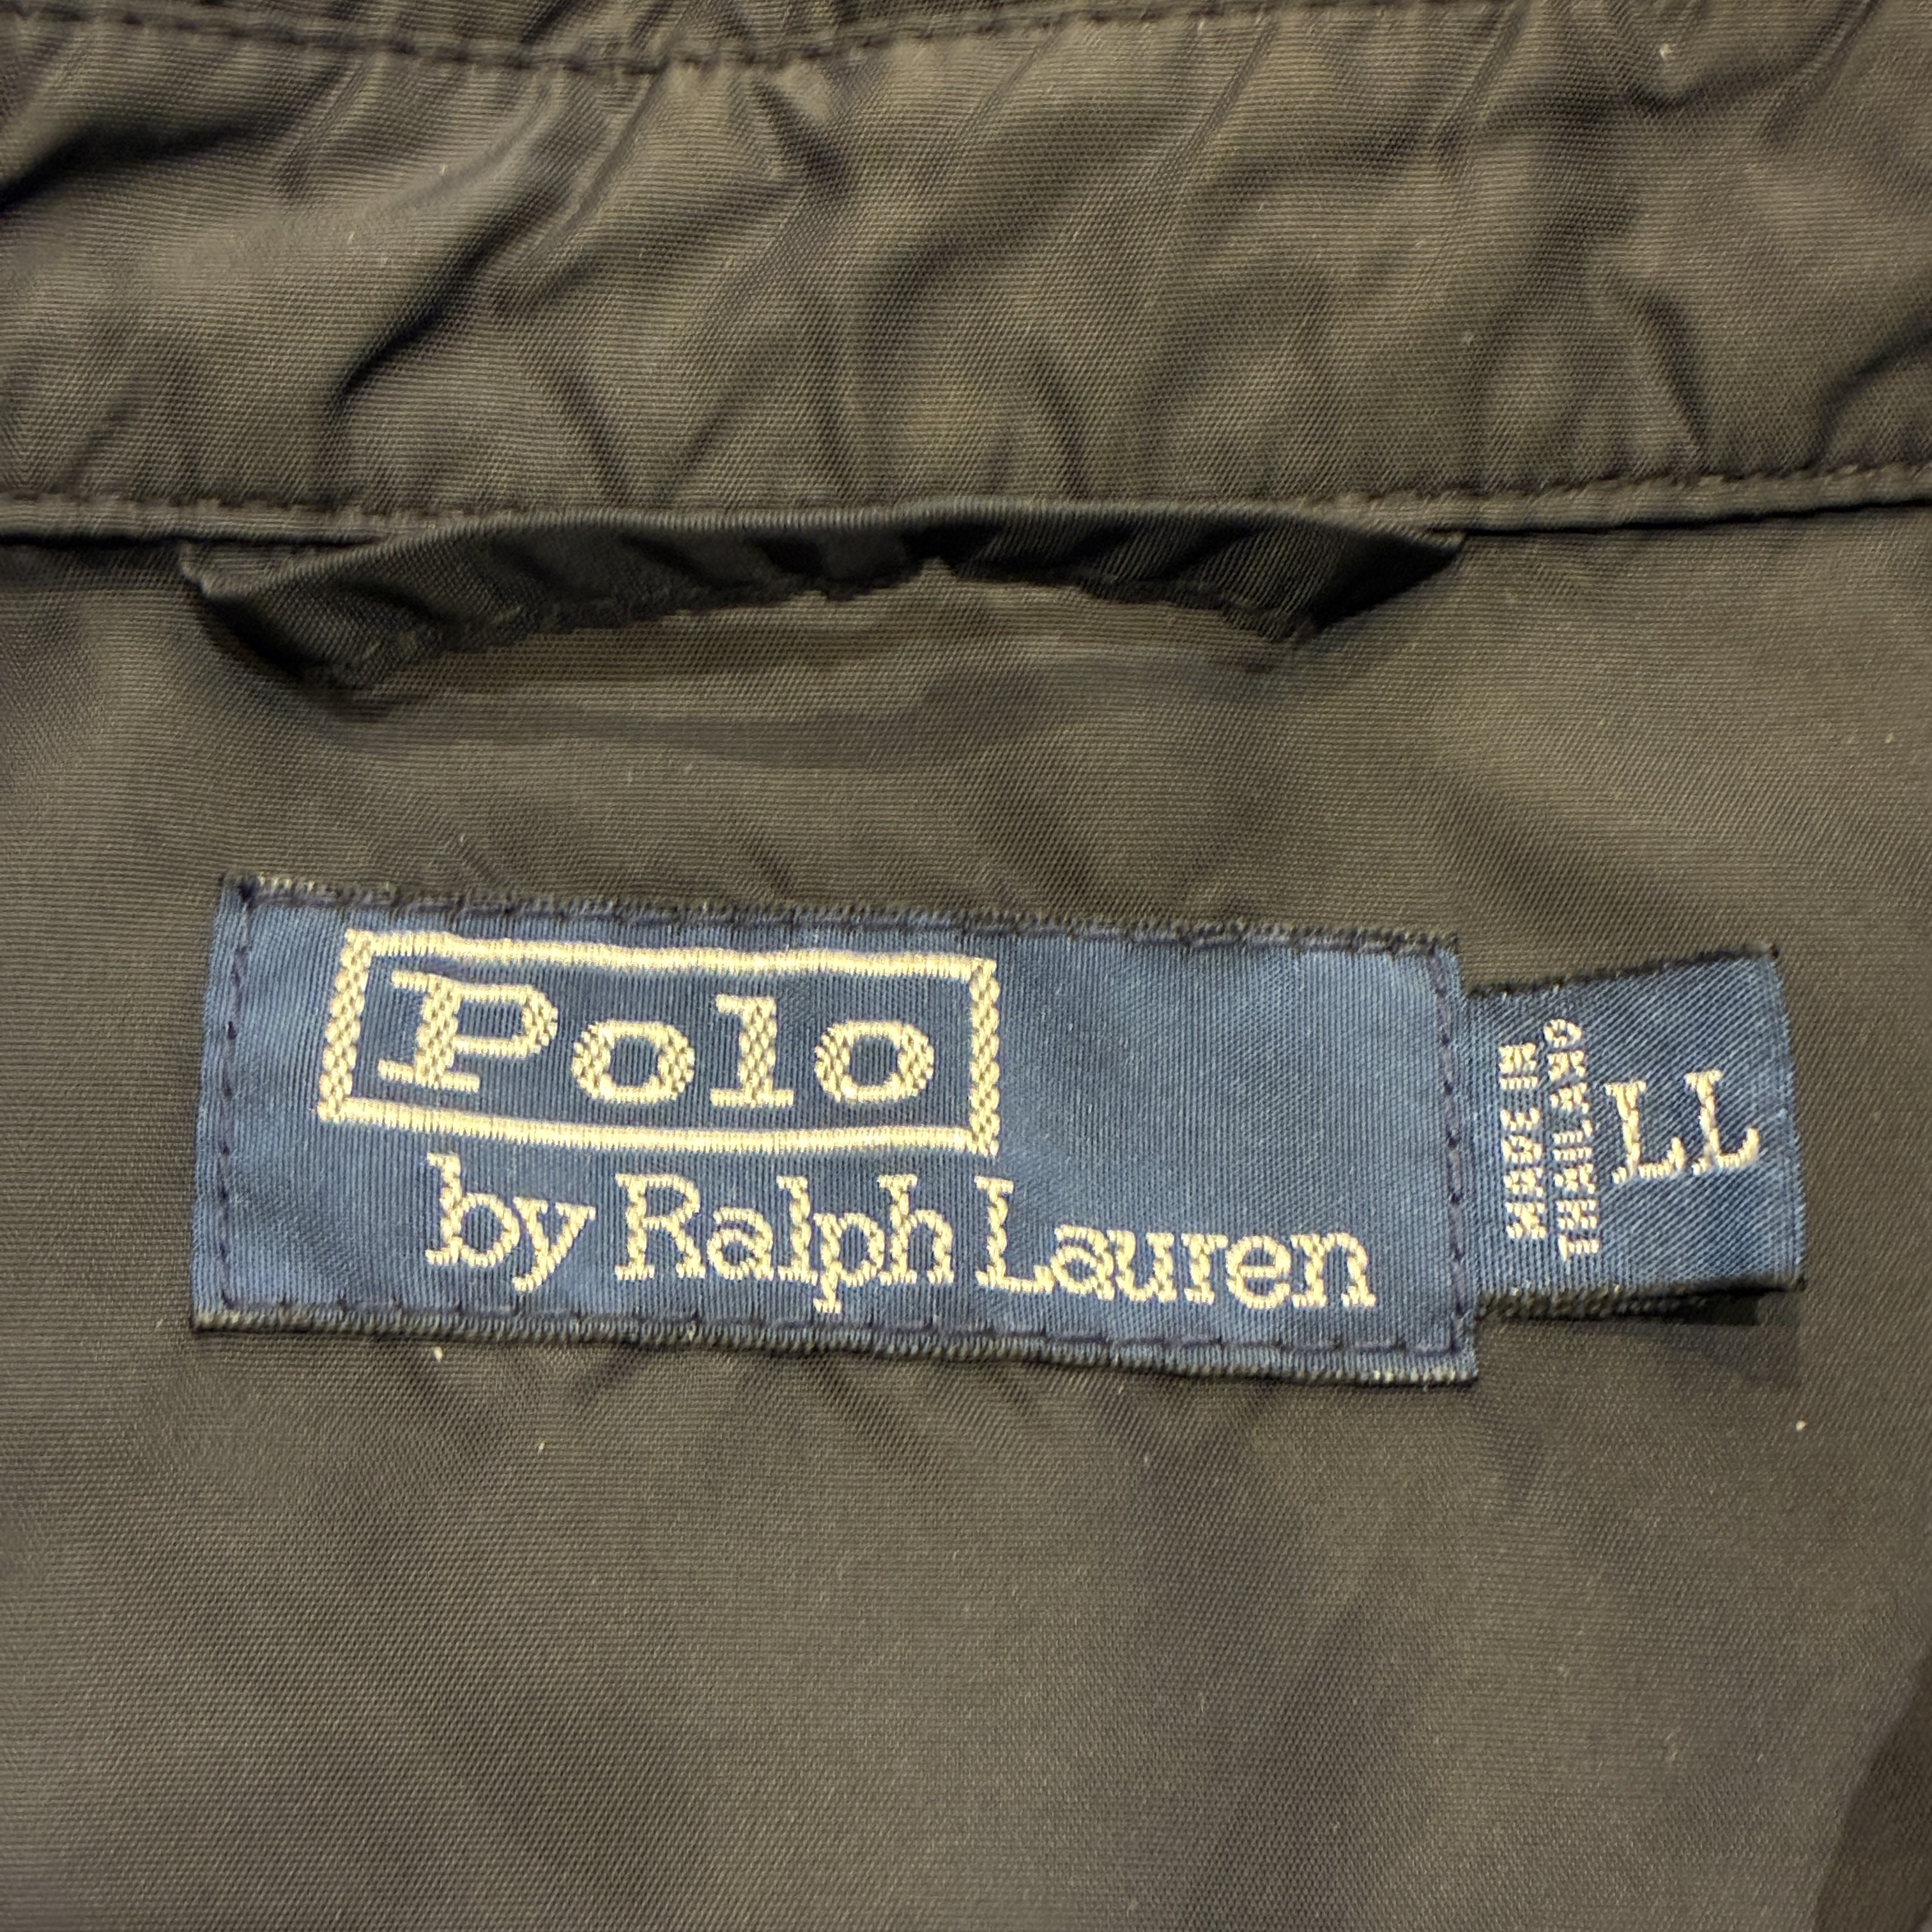 Polo
by Ralph Lauren
MADE IN
THAILAND
LL